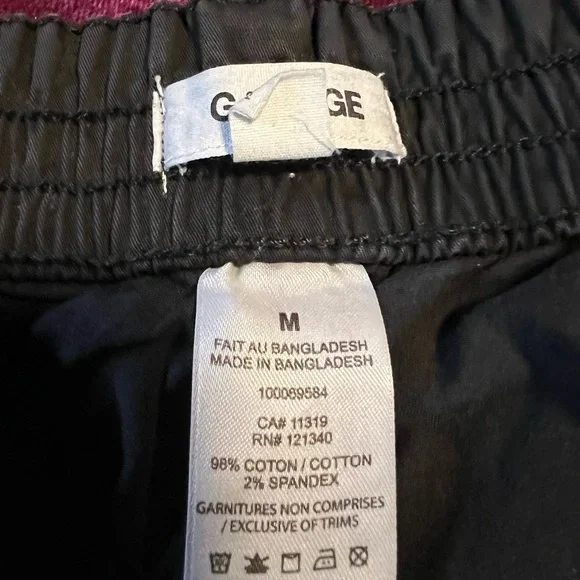 M
FAIT AU BANGLADESH
MADE IN BANGLADESH
100069584
CA# 11319
RN# 121340
98% COTON / COTTON
2% SPANDEX
GARNITURES NON COMPRISES
/ EXCLUSIVE OF TRIMS